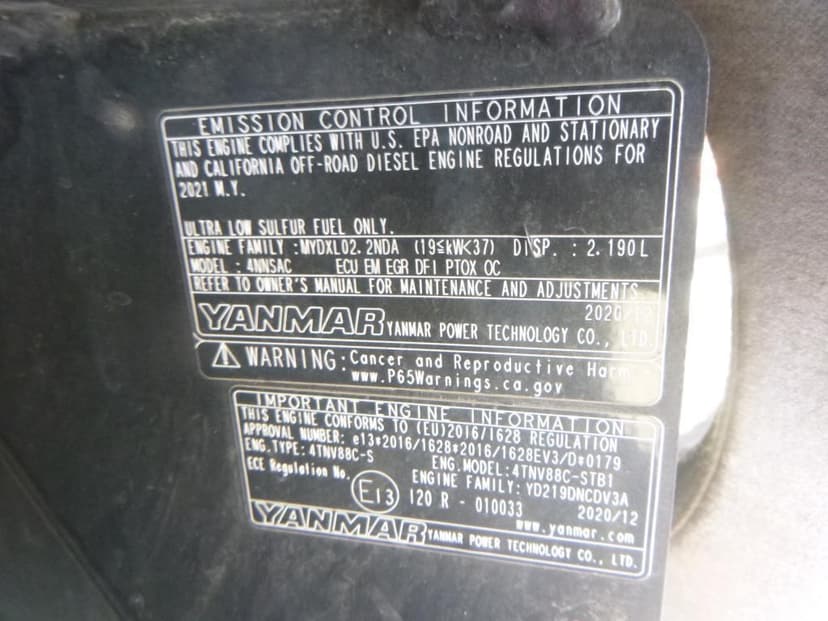 EMISSION CONTROL INFORMATION
THIS ENGINE COMPLIES WITH U.S. EPA NONROAD AND STATIONARY
AND CALIFORNIA OFF-ROAD DIESEL ENGINE REGULATIONS FOR
2021 M.Y.
ULTRA LOW SULFUR FUEL ONLY.
ENGINE FAMILY :MYDXL02.2NDA (19≦kW<37) DISP. : 2.190 L
MODEL : 4NNSAC ECU EM EGR DFI PTOX OC
REFER TO OWNER'S MANUAL FOR MAINTENANCE AND ADJUSTMENTS.
2020/12
YANMAR YANMAR POWER TECHNOLOGY CO., LTD.
WARNING: Cancer and Reproductive Harm -
www.P65Warnings.ca.gov
IMPORTANT ENGINE INFORMATION
THIS ENGINE CONFORMS TO (EU)2016/1628 REGULATION
APPROVAL NUMBER: e13*2016/1628*2016/1628EV3/D*0179
ENG.TYPE: 4TNV88C-S ENG.MODEL:4TNV88C-STB1
ENGINE FAMILY: YD219DNCDV3A
ECE Regulation No. E13 120 R - 010033 2020/12
www.yanmar.com
YANMAR YANMAR POWER TECHNOLOGY CO., LTD.